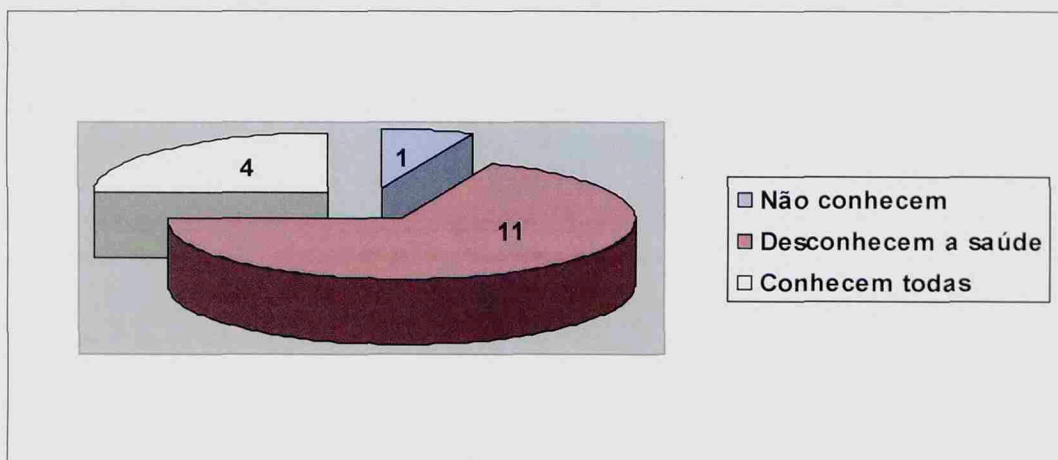 4
1
11
Não conhecem
Desconhecem a saúde
Conhecem todas